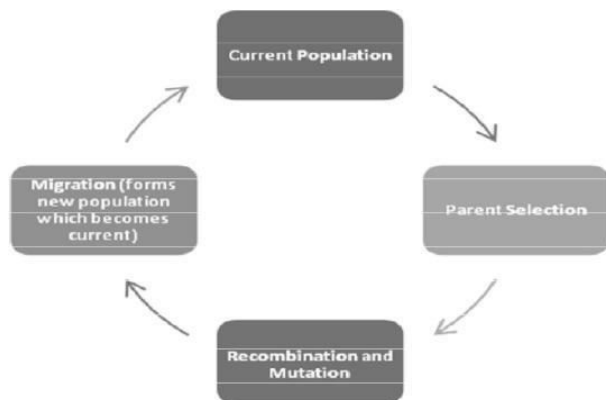 Current Population
Parent Selection
Recombination and
Mutation
Migration (forms
new population
which becomes
current)